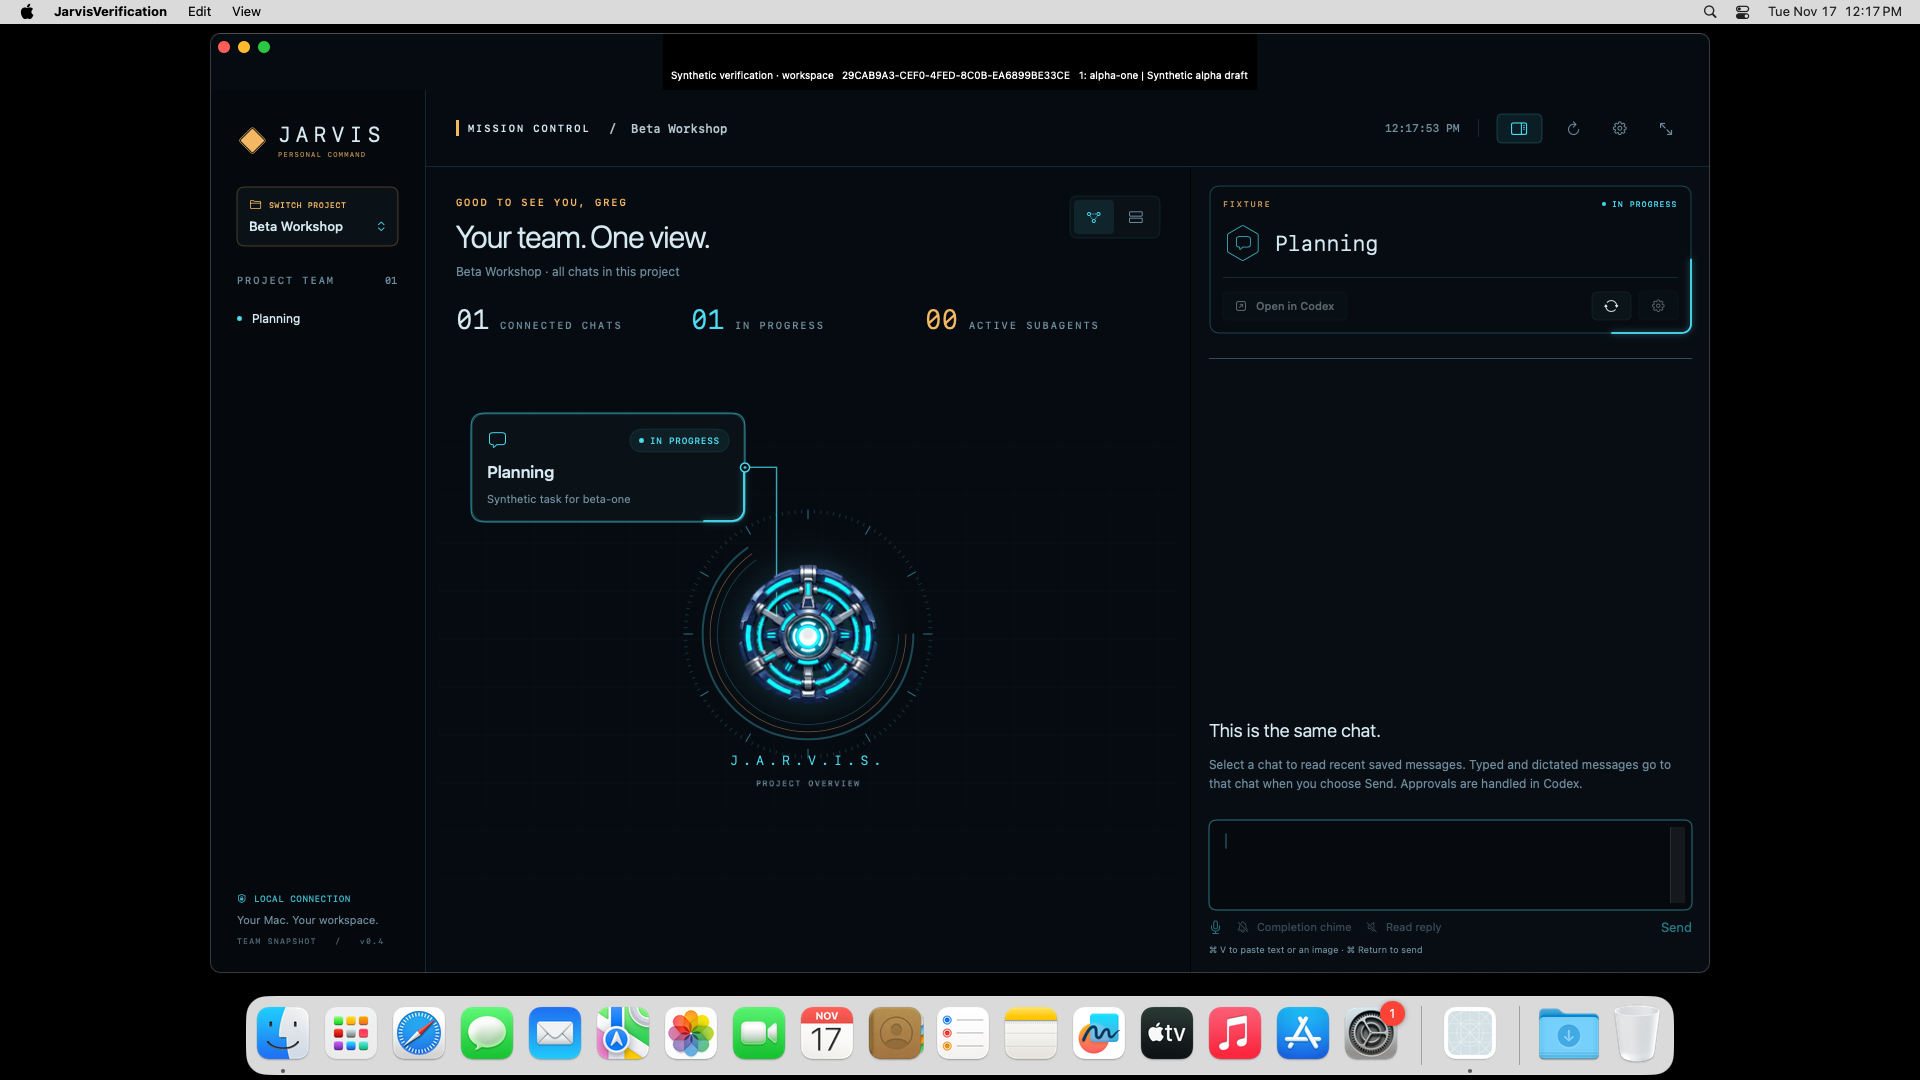 JarvisVerification Edit View
Tue Nov 17 12:17 PM
Synthetic verification · workspace 29CAB9A3-CEF0-4FED-8C0B-EA6899BE33CE 1: alpha-one | Synthetic alpha draft
JARVIS
PERSONAL COMMAND
SWITCH PROJECT
Beta Workshop
PROJECT TEAM 01
Planning
LOCAL CONNECTION
Your Mac. Your workspace.
TEAM SNAPSHOT / v0.4
MISSION CONTROL / Beta Workshop
12:17:53 PM
GOOD TO SEE YOU, GREG
Your team. One view.
Beta Workshop · all chats in this project
01 CONNECTED CHATS
01 IN PROGRESS
00 ACTIVE SUBAGENTS
IN PROGRESS
Planning
Synthetic task for beta-one
J.A.R.V.I.S.
PROJECT OVERVIEW
FIXTURE
IN PROGRESS
Planning
Open in Codex
This is the same chat.
Select a chat to read recent saved messages. Typed and dictated messages go to
that chat when you choose Send. Approvals are handled in Codex.
Completion chime
Read reply
Send
⌘ V to paste text or an image · ⌘ Return to send
NOV
17
tv
1